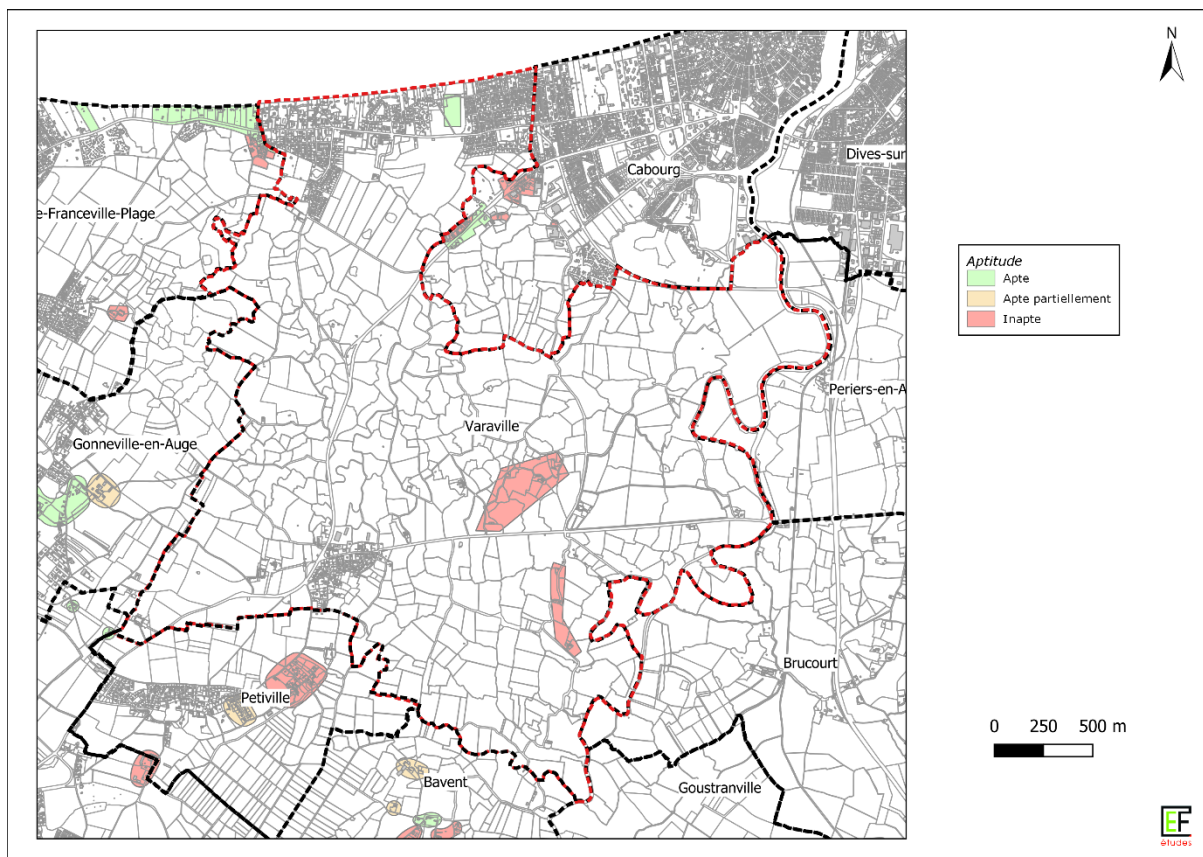 N
Dives-sur
Cabourg
e-Franceville-Plage
Aptitude
Apte
Apte partiellement
Inapte
Periers-en-A
Varaville
Gonneville-en-Auge
Brucourt
Petiville
0 250 500 m
Bavent
Goustranville
EF
études